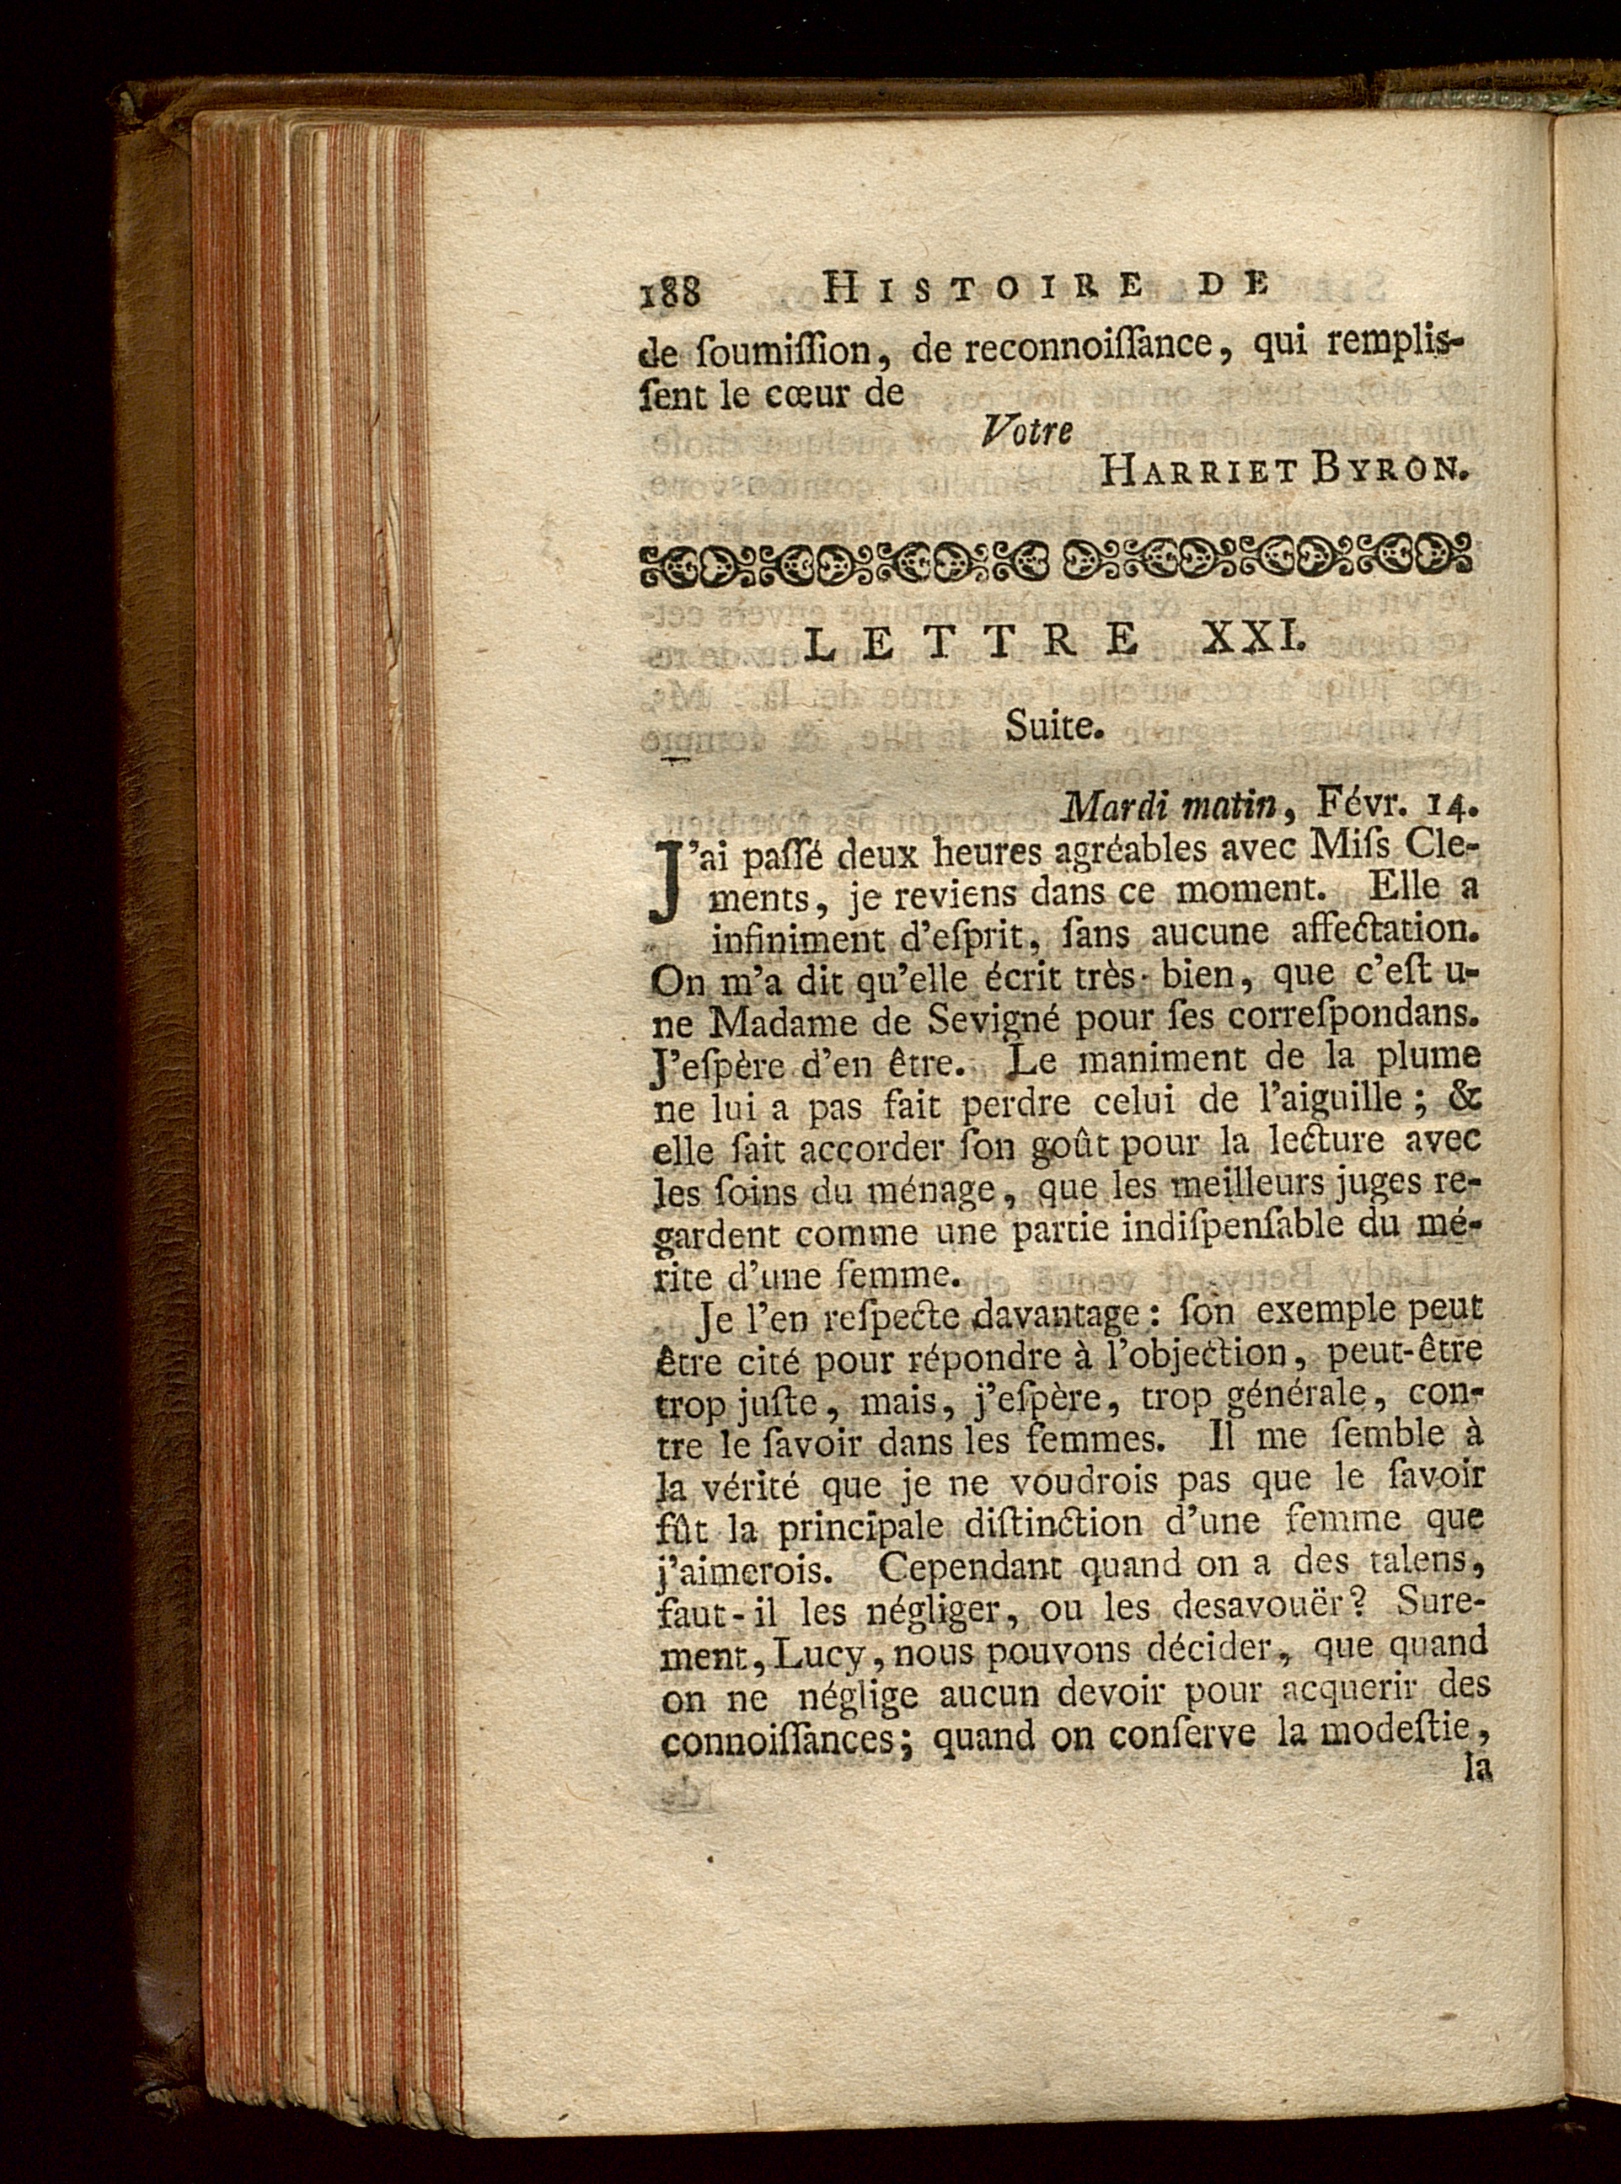 188 HISTOIRE DE
de ſoumiſſion, de reconnoiſſance, qui remplis-
ſent le cœur de
Votre
HARRIET BYRON.
LETTRE XXI.
Suite.
Mardi matin, Févr. 14.
J'ai paſſé deux heures agréables avec Miſs Cle-
ments, je reviens dans ce moment. Elle a
infiniment d'eſprit, ſans aucune affectation.
On m'a dit qu'elle écrit très-bien, que c'eſt u-
ne Madame de Sevigné pour ſes correſpondans.
J'eſpère d'en être. Le maniment de la plume
ne lui a pas fait perdre celui de l'aiguille; &
elle ſait accorder ſon goût pour la lecture avec
les ſoins du ménage, que les meilleurs juges re-
gardent comme une partie indiſpenſable du mé-
rite d'une femme.
Je l'en reſpecte davantage: ſon exemple peut
être cité pour répondre à l'objection, peut-être
trop juſte, mais, j'eſpère, trop générale, con-
tre le ſavoir dans les femmes. Il me ſemble à
la vérité que je ne voudrois pas que le ſavoir
fût la principale diſtinction d'une femme que
j'aimerois. Cependant quand on a des talens,
faut-il les négliger, ou les desavouër? Sure-
ment, Lucy, nous pouvons décider, que quand
on ne néglige aucun devoir pour acquerir des
connoiſſances; quand on conſerve la modeſtie,
la